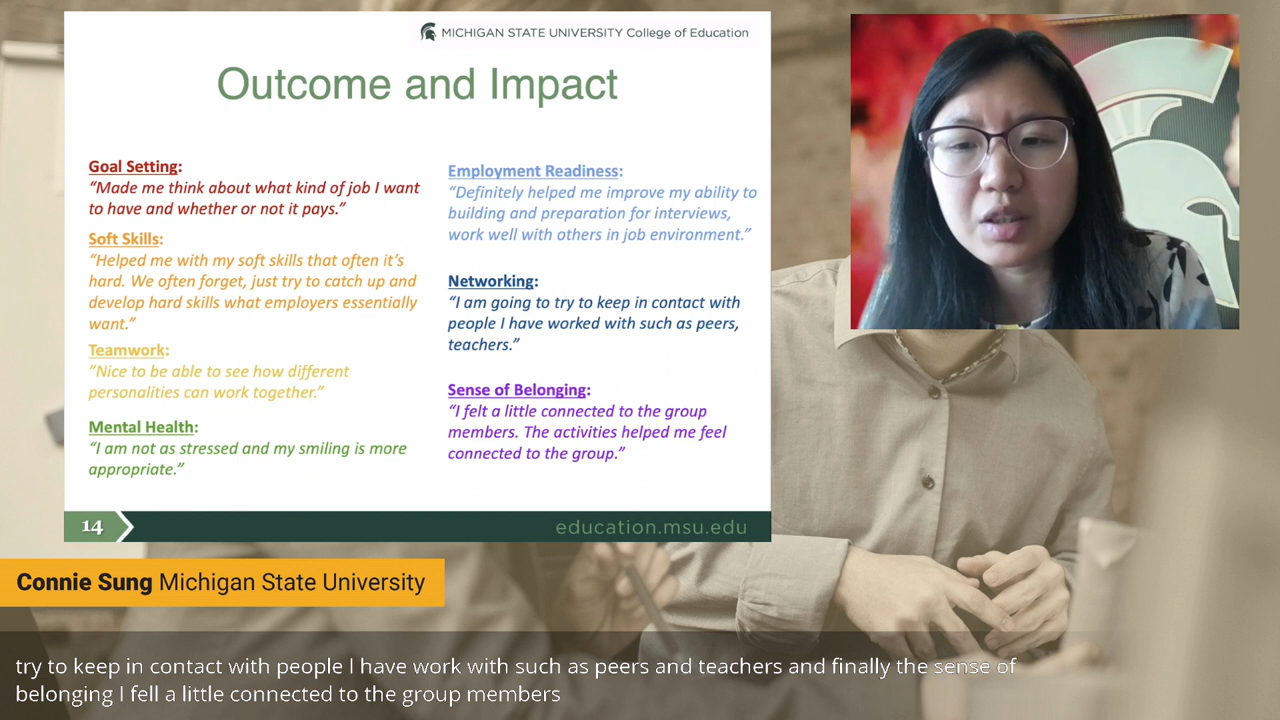 MICHIGAN STATE UNIVERSITY College of Education
Outcome and Impact
Goal Setting:
“Made me think about what kind of job I want
to have and whether or not it pays.”
Soft Skills:
“Helped me with my soft skills that often it’s
hard. We often forget, just try to catch up and
develop hard skills what employers essentially
want.”
Teamwork:
“Nice to be able to see how different
personalities can work together.”
Mental Health:
“I am not as stressed and my smiling is more
appropriate.”
Employment Readiness:
“Definitely helped me improve my ability to
building and preparation for interviews,
work well with others in job environment.”
Networking:
“I am going to try to keep in contact with
people I have worked with such as peers,
teachers.”
Sense of Belonging:
“I felt a little connected to the group
members. The activities helped me feel
connected to the group.”
14
education.msu.edu
Connie Sung Michigan State University
try to keep in contact with people I have work with such as peers and teachers and finally the sense of
belonging I fell a little connected to the group members